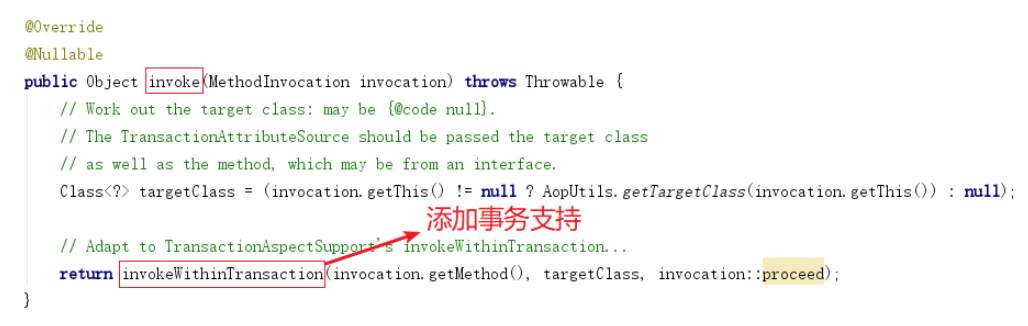 @Override
@Nullable
public Object invoke(MethodInvocation invocation) throws Throwable {
// Work out the target class: may be {@code null}.
// The TransactionAttributeSource should be passed the target class
// as well as the method, which may be from an interface.
Class<?> targetClass = (invocation.getThis() != null ? AopUtils.getTargetClass(invocation.getThis()) : null);
添加事务支持
// Adapt to TransactionAspectSupport's invokeWithinTransaction...
return invokeWithinTransaction(invocation.getMethod(), targetClass, invocation::proceed);
}